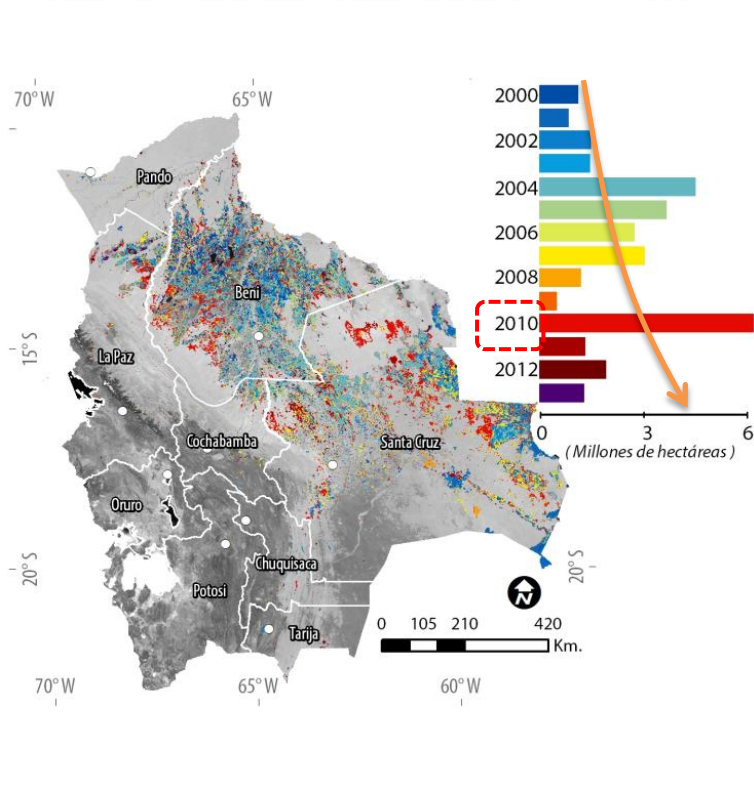 70° W
65° W
2000
2002
2004
2006
2008
2010
2012
0
3
6
( Millones de hectáreas )
Pando
Beni
15° S
La Paz
Cochabamba
Santa Cruz
Oruro
Chuquisaca
20° S
20° S
Potosi
N
Tarija
0 105 210 420
Km.
70° W
65° W
60° W